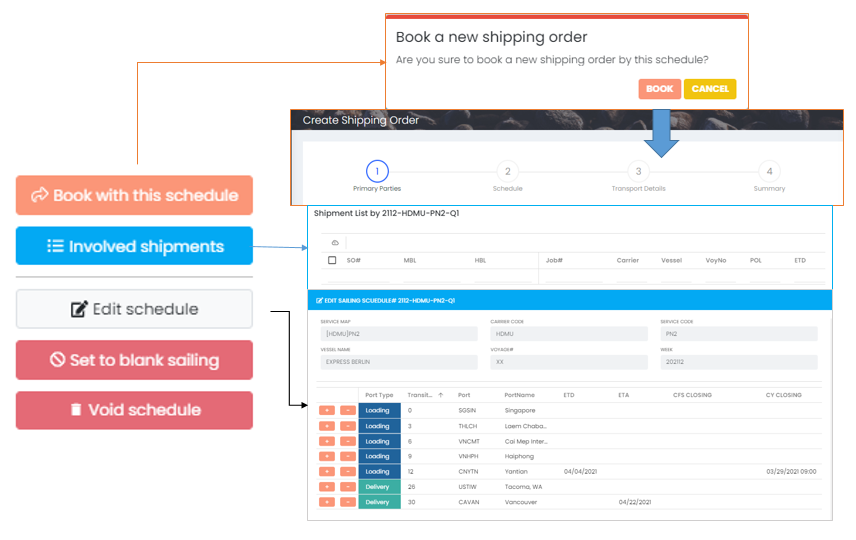 Book a new shipping order
Are you sure to book a new shipping order by this schedule?
BOOK CANCEL
Create Shipping Order
1 2 3 4
Primary Parties Schedule Transport Details Summary
Book with this schedule
Involved shipments
Edit schedule
Set to blank sailing
Void schedule
Shipment List by 2112-HDMU-PN2-Q1
SO# MBL HBL Job# Carrier Vessel VoyNo POL ETD
EDIT SAILING SCUEDULE# 2112-HDMU-PN2-Q1
SERVICE MAP CARRIER CODE SERVICE CODE
[HDMU]PN2 HDMU PN2
VESSEL NAME VOYAGE# WEEK
EXPRESS BERLIN XX 202112
Port Type Transit... ↑ Port PortName ETD ETA CFS CLOSING CY CLOSING
+ - Loading 0 SGSIN Singapore
+ - Loading 3 THLCH Laem Chaba...
+ - Loading 6 VNCMT Cai Mep Inter...
+ - Loading 9 VNHPH Haiphong
+ - Loading 12 CNYTN Yantian 04/04/2021 03/29/2021 09:00
+ - Delivery 26 USTIW Tacoma, WA
+ - Delivery 30 CAVAN Vancouver 04/22/2021